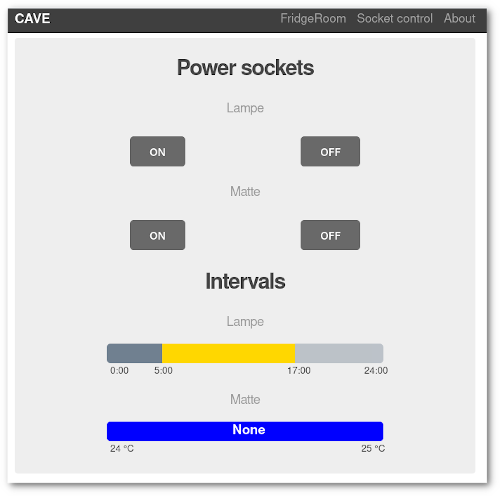 CAVE FridgeRoom Socket control About
Power sockets
Lampe
ON OFF
Matte
ON OFF
Intervals
Lampe
0:00 5:00 17:00 24:00
Matte
None
24 °C 25 °C